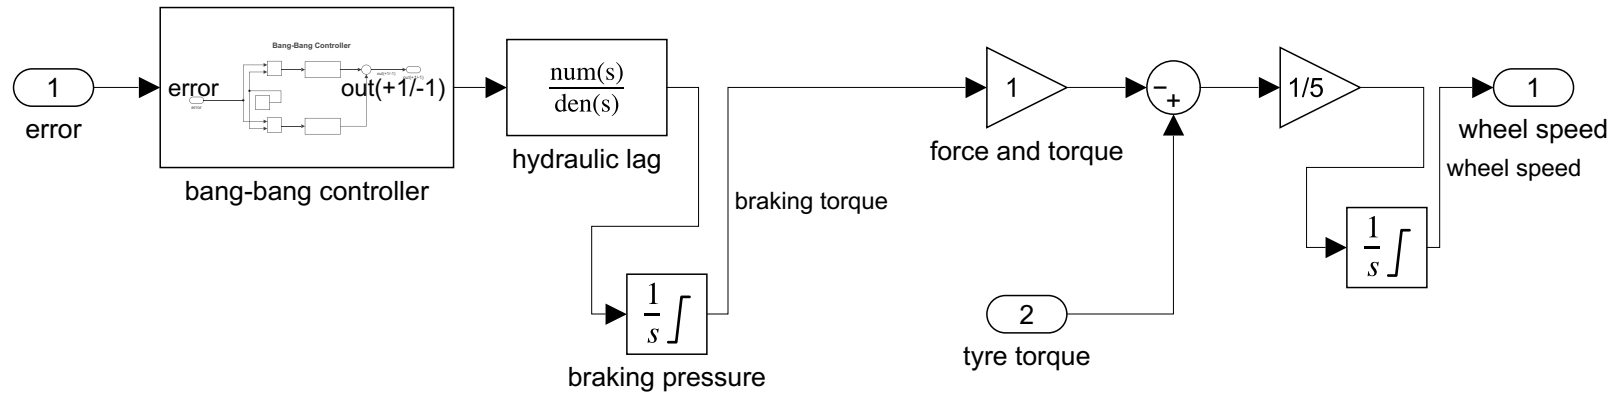 1
error
Bang-Bang Controller
error
out(+1/-1)
error
bang-bang controller
num(s)
den(s)
hydraulic lag
1
s
braking pressure
braking torque
1
force and torque
−
+
2
tyre torque
1/5
1
s
wheel speed
1
wheel speed